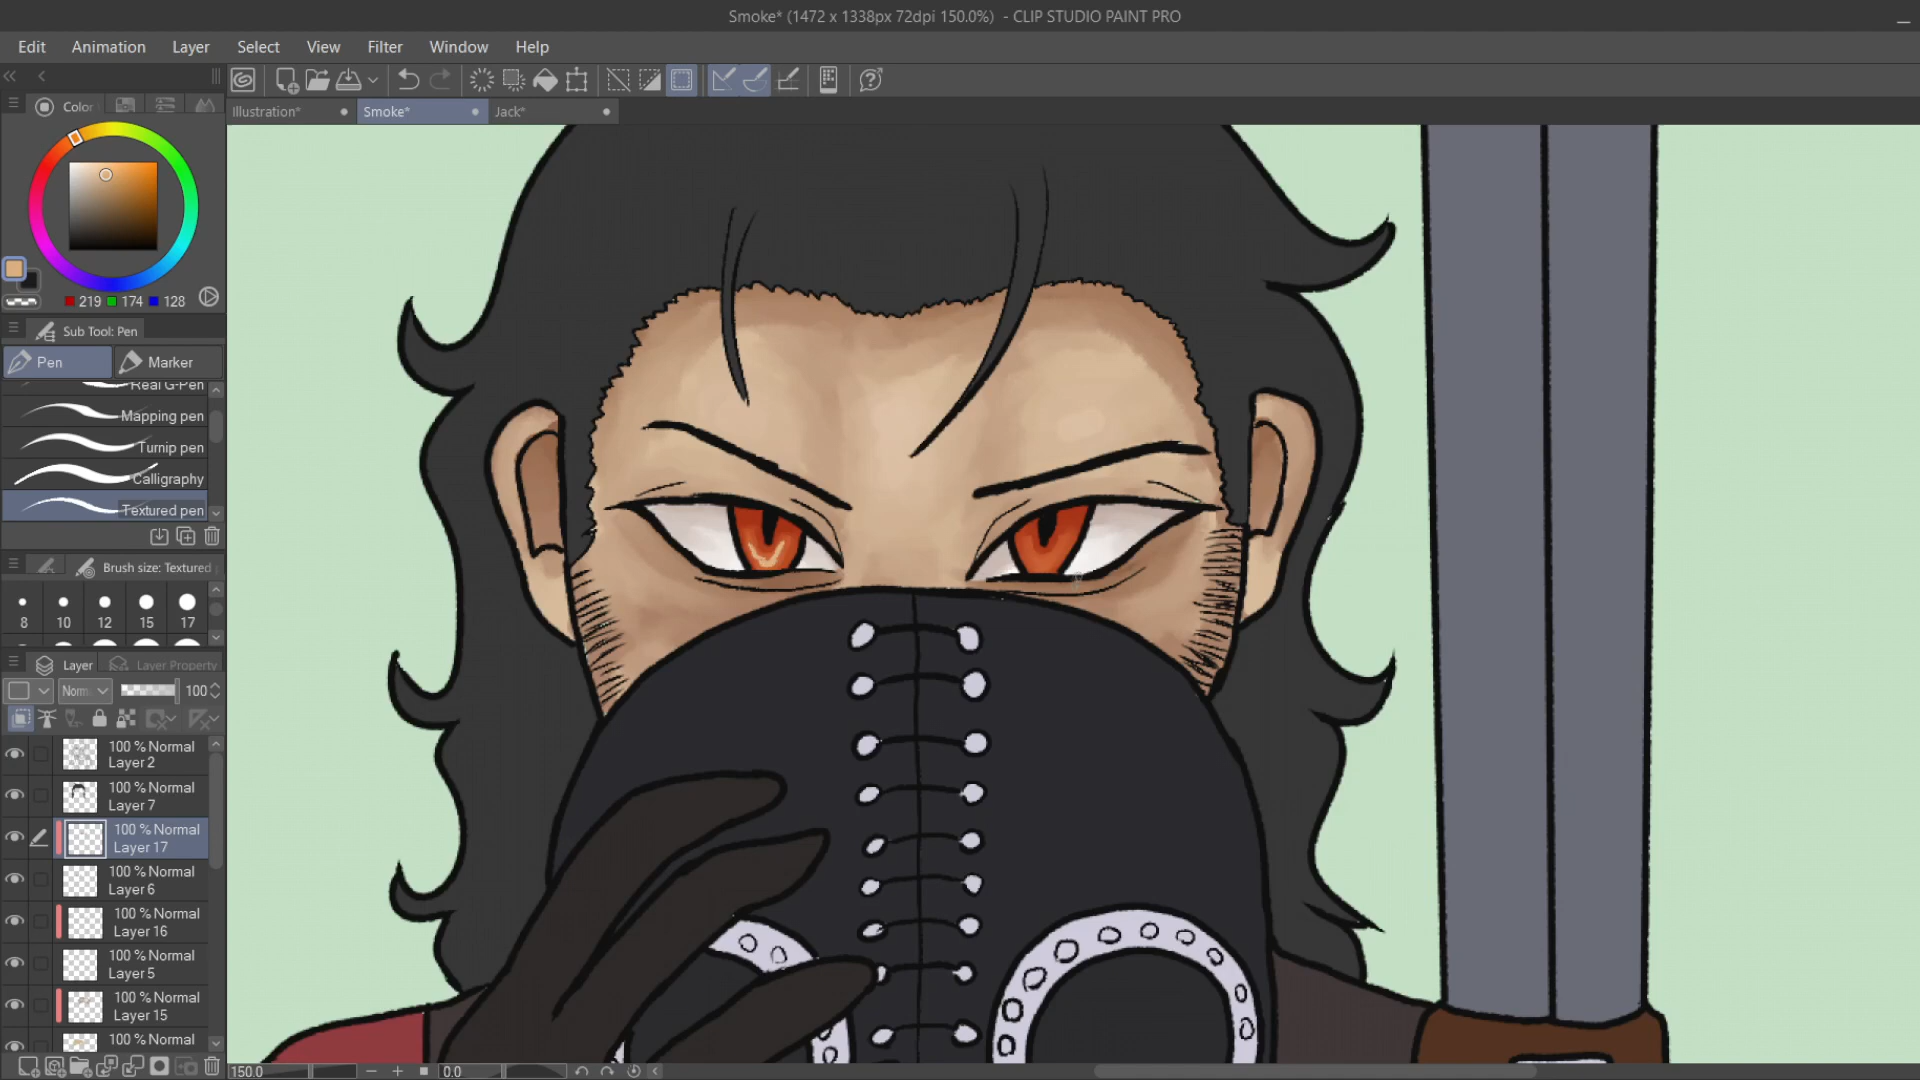 Smoke* (1472 x 1338px 72dpi 150.0%) - CLIP STUDIO PAINT PRO
Edit Animation Layer Select View Filter Window Help
Color
Illustration* Smoke* Jack*
219 174 128
Sub Tool: Pen
Pen Marker
Real G-Pen
Mapping pen
Turnip pen
Calligraphy
Textured pen
Brush size: Textured
8 10 12 15 17
Layer Layer Property
Norm 100
100 % Normal
Layer 2
100 % Normal
Layer 7
100 % Normal
Layer 17
100 % Normal
Layer 6
100 % Normal
Layer 16
100 % Normal
Layer 5
100 % Normal
Layer 15
100 % Normal
150.0 0.0